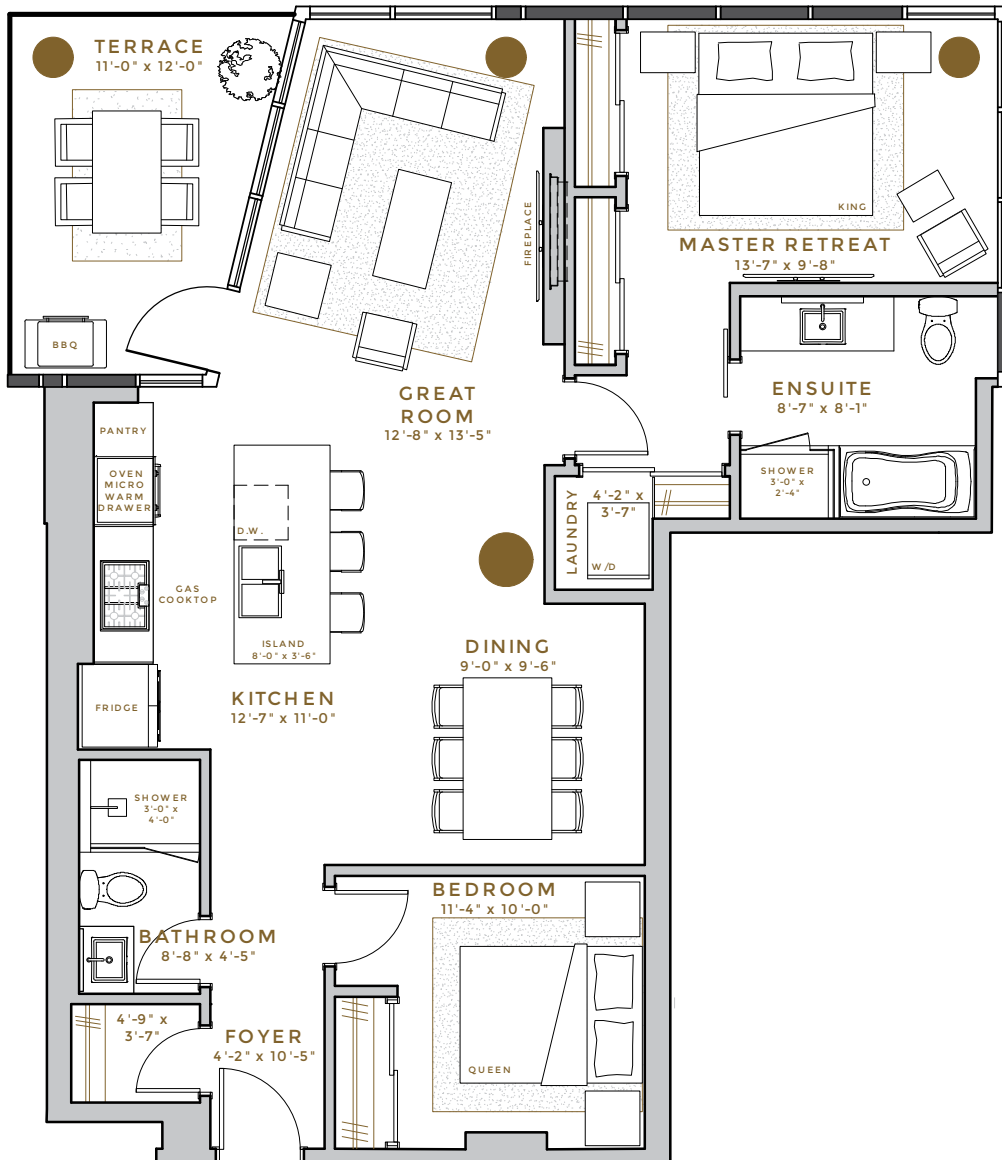 TERRACE
11'-0" x 12'-0"
BBQ
FIREPLACE
KING
MASTER RETREAT
13'-7" x 9'-8"
GREAT
ROOM
12'-8" x 13'-5"
ENSUITE
8'-7" x 8'-1"
SHOWER
3'-0" x
2'-4"
PANTRY
OVEN
MICRO
WARM
DRAWER
D.W.
GAS
COOKTOP
ISLAND
8'-0" x 3'-6"
LAUNDRY
4'-2" x
3'-7"
W/D
FRIDGE
KITCHEN
12'-7" x 11'-0"
DINING
9'-0" x 9'-6"
SHOWER
3'-0" x
4'-0"
BATHROOM
8'-8" x 4'-5"
BEDROOM
11'-4" x 10'-0"
QUEEN
4'-9" x
3'-7"
FOYER
4'-2" x 10'-5"